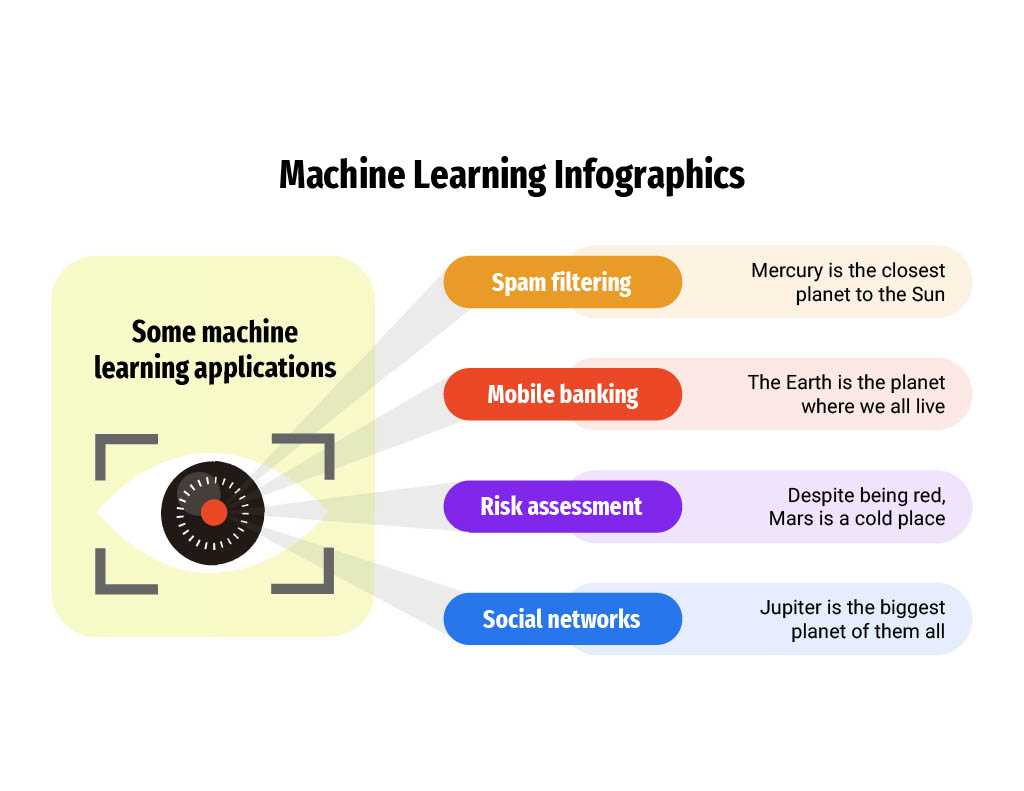 Machine Learning Infographics
Some machine
learning applications
Spam filtering
Mercury is the closest
planet to the Sun
Mobile banking
The Earth is the planet
where we all live
Risk assessment
Despite being red,
Mars is a cold place
Social networks
Jupiter is the biggest
planet of them all